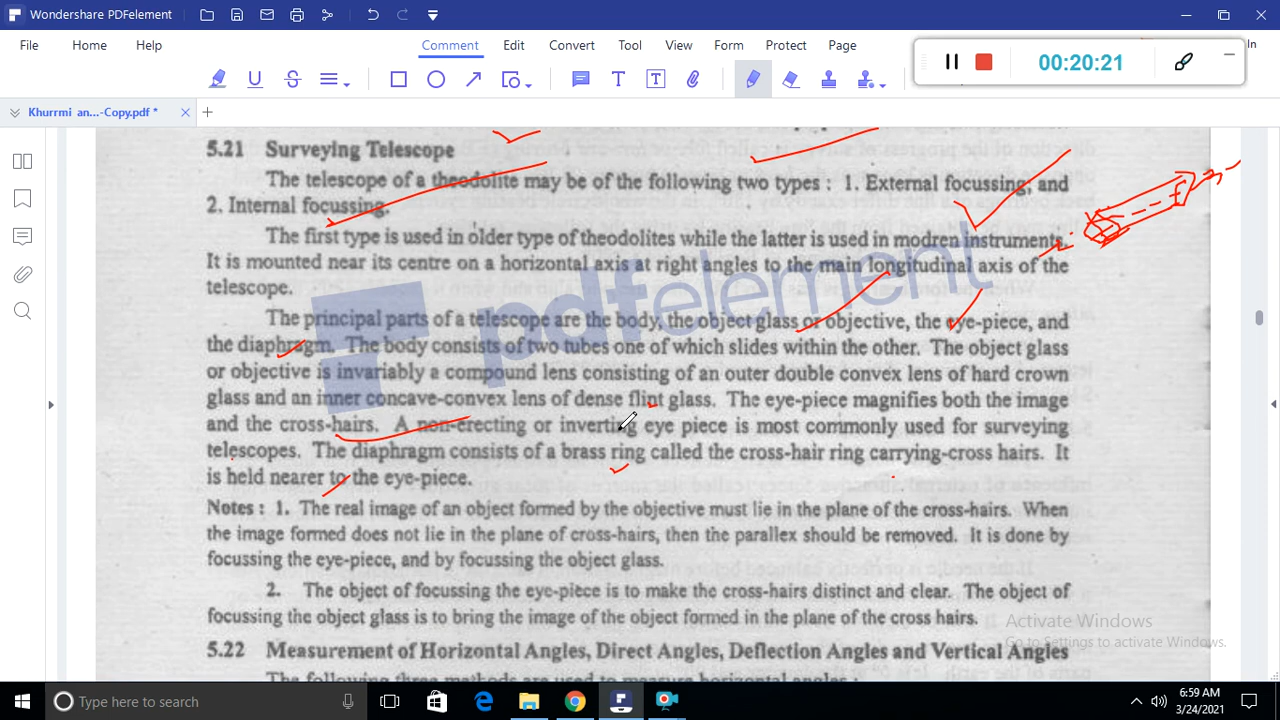 Wondershare PDFelement
File Home Help Comment Edit Convert Tool View Form Protect Page
00:20:21
In
Khurrmi an...-Copy.pdf *
5.21 Surveying Telescope
The telescope of a theodolite may be of the following two types : 1. External focussing; and
2. Internal focussing.
The first type is used in older type of theodolites while the latter is used in modren instruments.
It is mounted near its centre on a horizontal axis at right angles to the main longitudinal axis of the
telescope.
The principal parts of a telescope are the body, the object glass or objective, the eye-piece, and
the diaphragm. The body consists of two tubes one of which slides within the other. The object glass
or objective is invariably a compound lens consisting of an outer double convex lens of hard crown
glass and an inner concave-convex lens of dense flint glass. The eye-piece magnifies both the image
and the cross-hairs. A non-erecting or inverting eye piece is most commonly used for surveying
telescopes. The diaphragm consists of a brass ring called the cross-hair ring carrying-cross hairs. It
is held nearer to the eye-piece.
Notes : 1. The real image of an object formed by the objective must lie in the plane of the cross-hairs. When
the image formed does not lie in the plane of cross-hairs, then the parallex should be removed. It is done by
focussing the eye-piece, and by focussing the object glass.
2. The object of focussing the eye-piece is to make the cross-hairs distinct and clear. The object of
focussing the object glass is to bring the image of the object formed in the plane of the cross hairs.
5.22 Measurement of Horizontal Angles, Direct Angles, Deflection Angles and Vertical Angles
The following three methods are used to measure horizontal angles :
pdfelement
Activate Windows
Go to Settings to activate Windows.
Type here to search
6:59 AM
3/24/2021